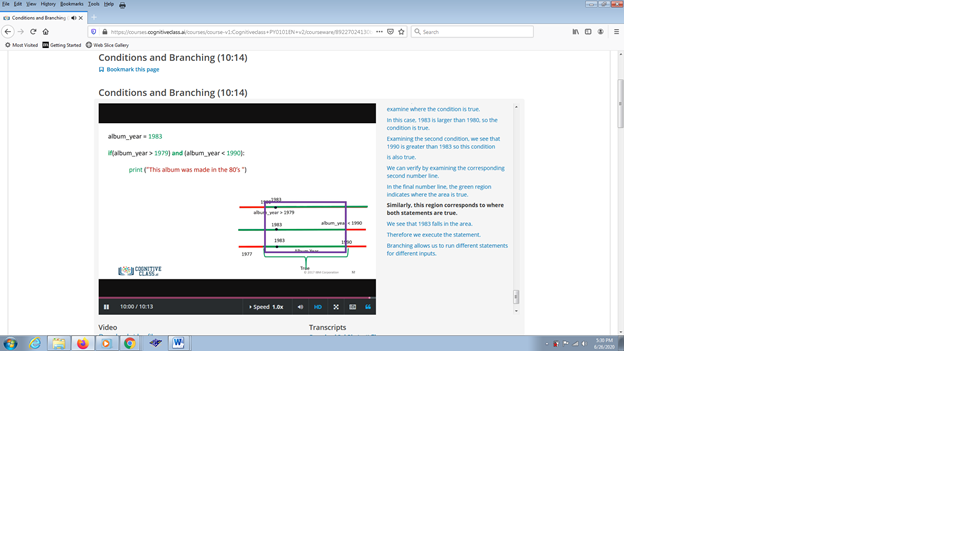 File Edit View History Bookmarks Tools Help
Conditions and Branching
https://courses.cognitiveclass.ai/courses/course-v1:Cognitiveclass+PY0101EN+v2/courseware/
Search
Most Visited Getting Started Web Slice Gallery
Conditions and Branching (10:14)
Bookmark this page
Conditions and Branching (10:14)
album_year = 1983
if(album_year > 1979) and (album_year < 1990):
print ("This album was made in the 80's ")
1983
album_year > 1979
1983
album_year < 1990
1983
1990
1977
True
COGNITIVE
CLASS.ai
© 2017 IBM Corporation
examine where the condition is true.
In this case, 1983 is larger than 1980, so the
condition is true.
Examining the second condition, we see that
1990 is greater than 1983 so this condition
is also true.
We can verify by examining the corresponding
second number line.
In the final number line, the green region
indicates where the area is true.
Similarly, this region corresponds to where
both statements are true.
We see that 1983 falls in the area.
Therefore we execute the statement.
Branching allows us to run different statements
for different inputs.
10:00 / 10:13
Speed 1.0x
HD
Video
Transcripts
5:30 PM
6/28/2020